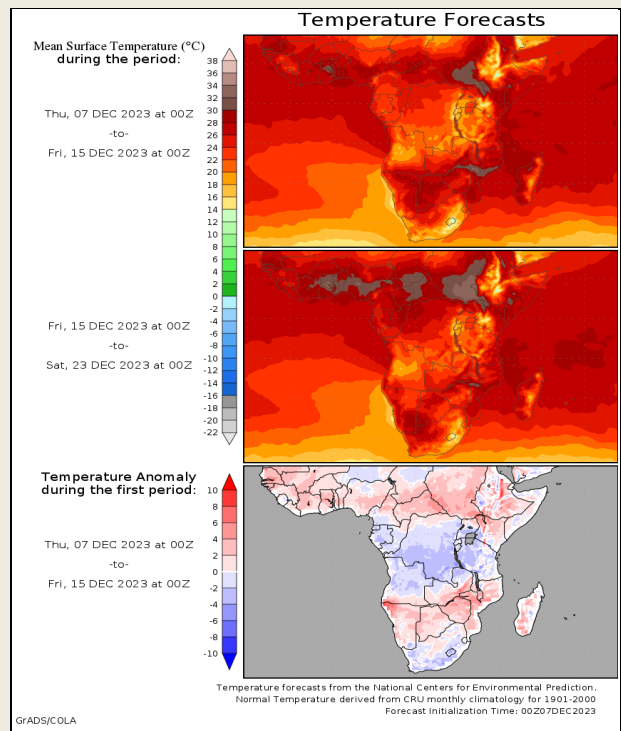 Temperature Forecasts
Mean Surface Temperature (°C)
during the period:
Thu, 07 DEC 2023 at 00Z
-to-
Fri, 15 DEC 2023 at 00Z
38
36
34
32
30
28
26
24
22
20
18
16
14
12
10
8
6
4
2
0
-2
-4
-6
-8
-10
-12
-14
-16
-18
-20
-22
Fri, 15 DEC 2023 at 00Z
-to-
Sat, 23 DEC 2023 at 00Z
Temperature Anomaly
during the first period:
Thu, 07 DEC 2023 at 00Z
-to-
Fri, 15 DEC 2023 at 00Z
10
8
6
4
2
0
-2
-4
-6
-8
-10
Temperature forecasts from the National Centers for Environmental Prediction.
Normal Temperature derived from CRU monthly climatology for 1901-2000
Forecast Initialization Time: 00Z07DEC2023
GrADS/COLA